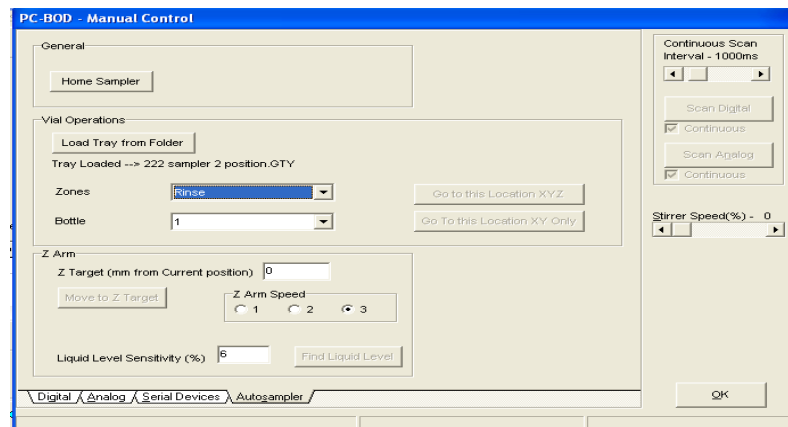 PC-BOD - Manual Control
General
Home Sampler
Vial Operations
Load Tray from Folder
Tray Loaded --> 222 sampler 2 position.GTY
Zones
Rinse
Go to this Location XYZ
Bottle
1
Go To this Location XY Only
Z Arm
Z Target (mm from Current position)
0
Move to Z Target
Z Arm Speed
1 2 3
Liquid Level Sensitivity (%)
6
Find Liquid Level
Digital Analog Serial Devices Autosampler
Continuous Scan
Interval - 1000ms
Scan Digital
Continuous
Scan Analog
Continuous
Stirrer Speed(%) - 0
OK